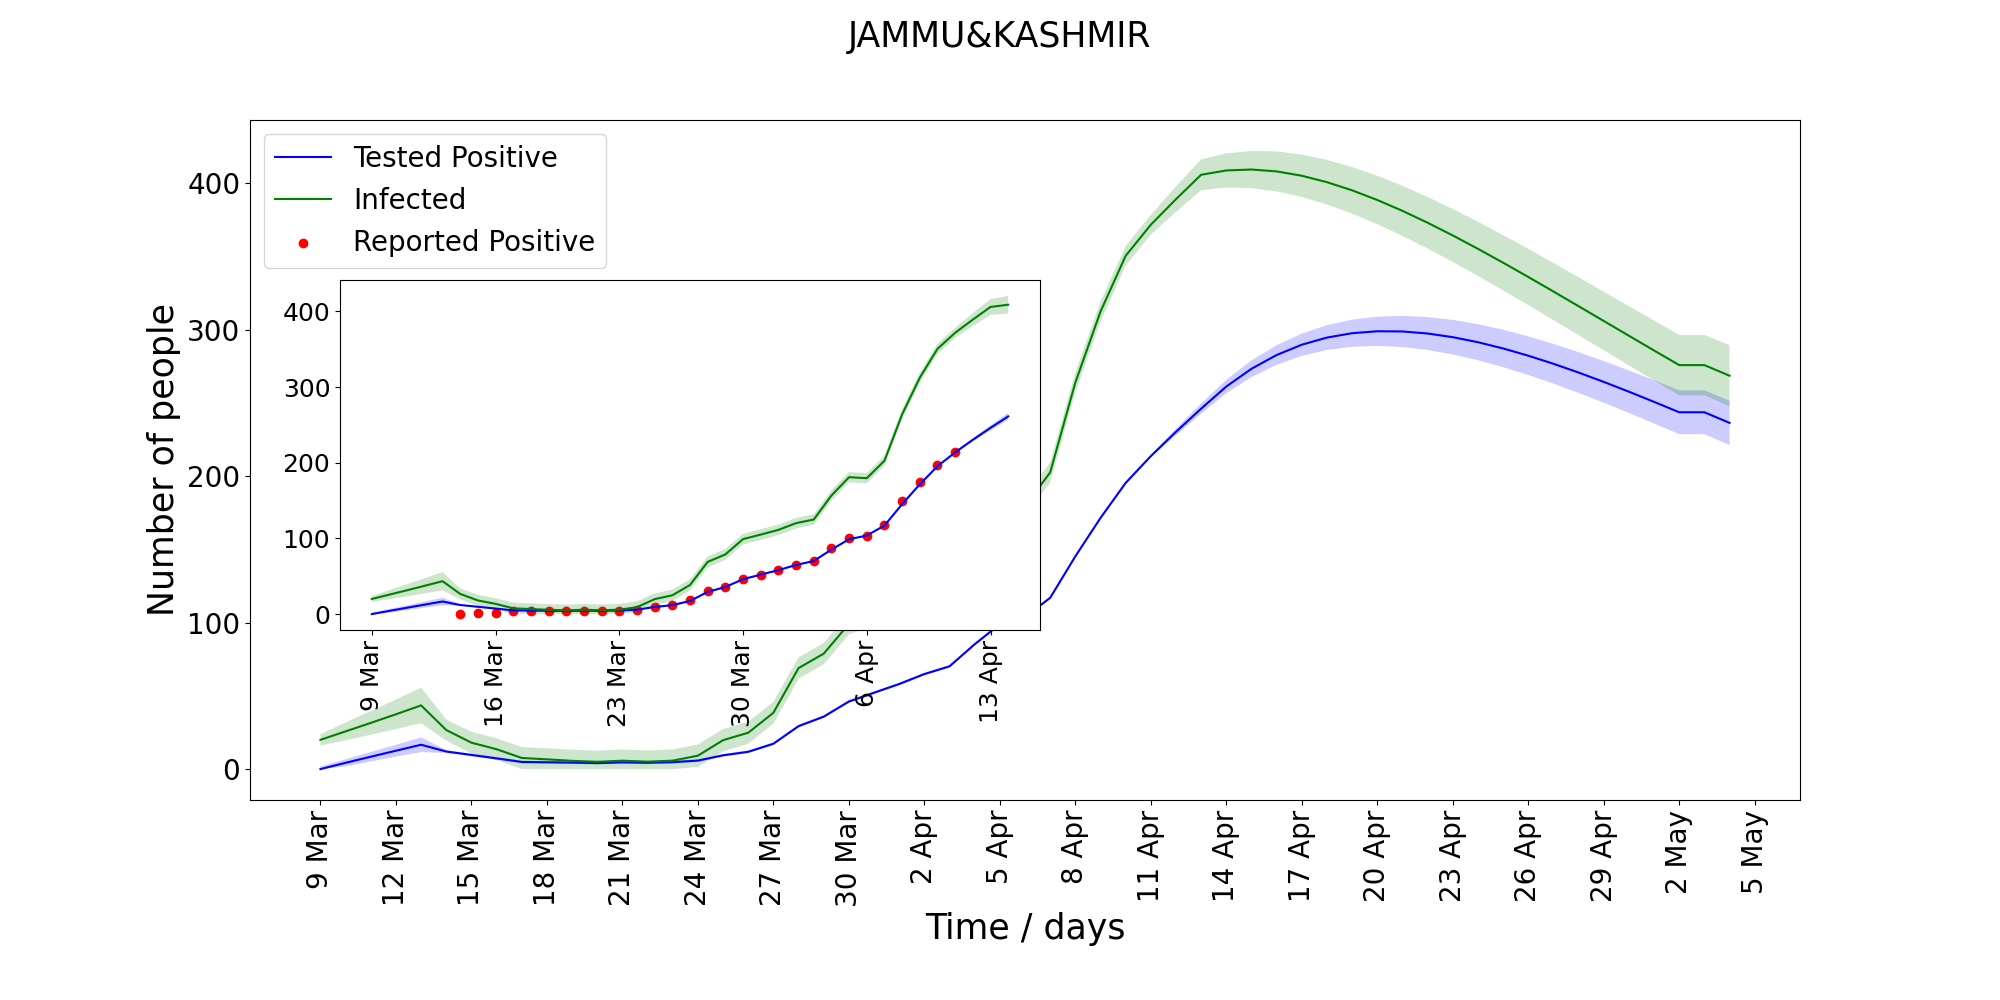 JAMMU&KASHMIR
Tested Positive
Infected
Reported Positive
Number of people
400
300
200
100
0
400
300
200
100
0
9 Mar
16 Mar
23 Mar
30 Mar
6 Apr
13 Apr
9 Mar
12 Mar
15 Mar
18 Mar
21 Mar
24 Mar
27 Mar
30 Mar
2 Apr
5 Apr
8 Apr
11 Apr
14 Apr
17 Apr
20 Apr
23 Apr
26 Apr
29 Apr
2 May
5 May
Time / days